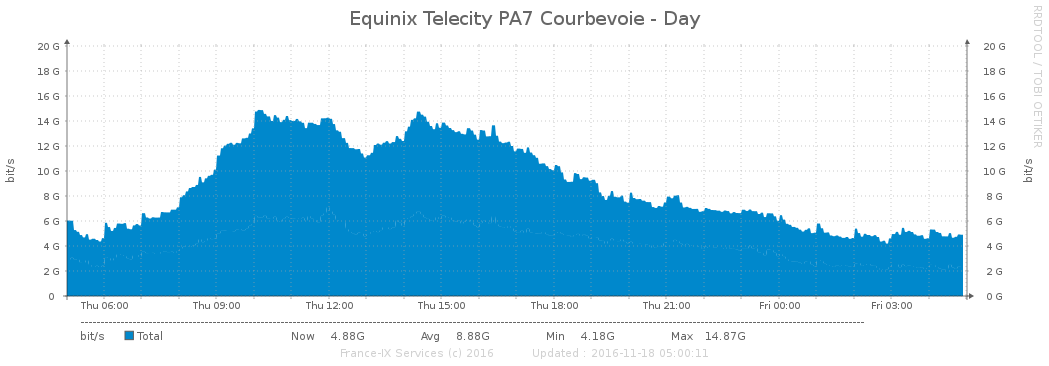 Equinix Telecity PA7 Courbevoie - Day
RRDTOOL / TOBI OETIKER
bit/s
20 G 20 G
18 G 18 G
16 G 16 G
14 G 14 G
12 G 12 G
10 G 10 G
8 G 8 G
6 G 6 G
4 G 4 G
2 G 2 G
0 0 G
bit/s
Thu 06:00 Thu 09:00 Thu 12:00 Thu 15:00 Thu 18:00 Thu 21:00 Fri 00:00 Fri 03:00
bit/s Total Now 4.88G Avg 8.88G Min 4.18G Max 14.87G
France-IX Services (c) 2016 Updated : 2016-11-18 05:00:11